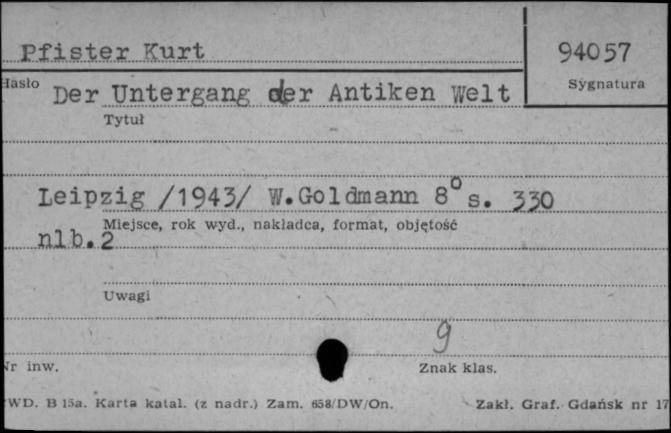 Pfister Kurt
94057
Hasło
Sygnatura
Der Untergang der Antiken Welt
Tytuł
Leipzig /1943/ W.Goldmann 8° s. 330
Miejsce, rok wyd., nakładca, format, objętość
nlb. 2
Uwagi
9
Nr inw.
Znak klas.
WD. B 15a. Karta katal. (z nadr.) Zam. 658/DW/On.
Zakł. Graf. Gdańsk nr 17